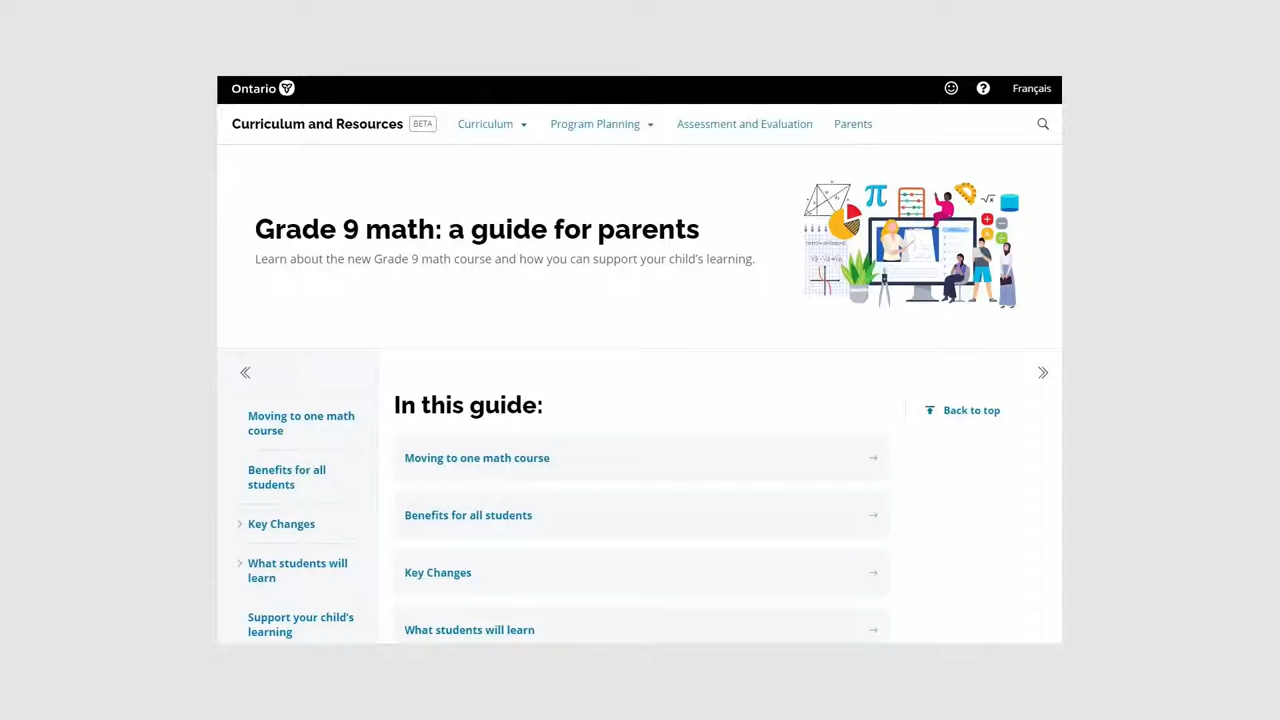 Ontario
Français
Curriculum and Resources BETA Curriculum Program Planning Assessment and Evaluation Parents
Grade 9 math: a guide for parents
Learn about the new Grade 9 math course and how you can support your child's learning.
π
√x
In this guide:
Back to top
Moving to one math
course
Benefits for all
students
Key Changes
What students will
learn
Support your child's
learning
Moving to one math course
Benefits for all students
Key Changes
What students will learn